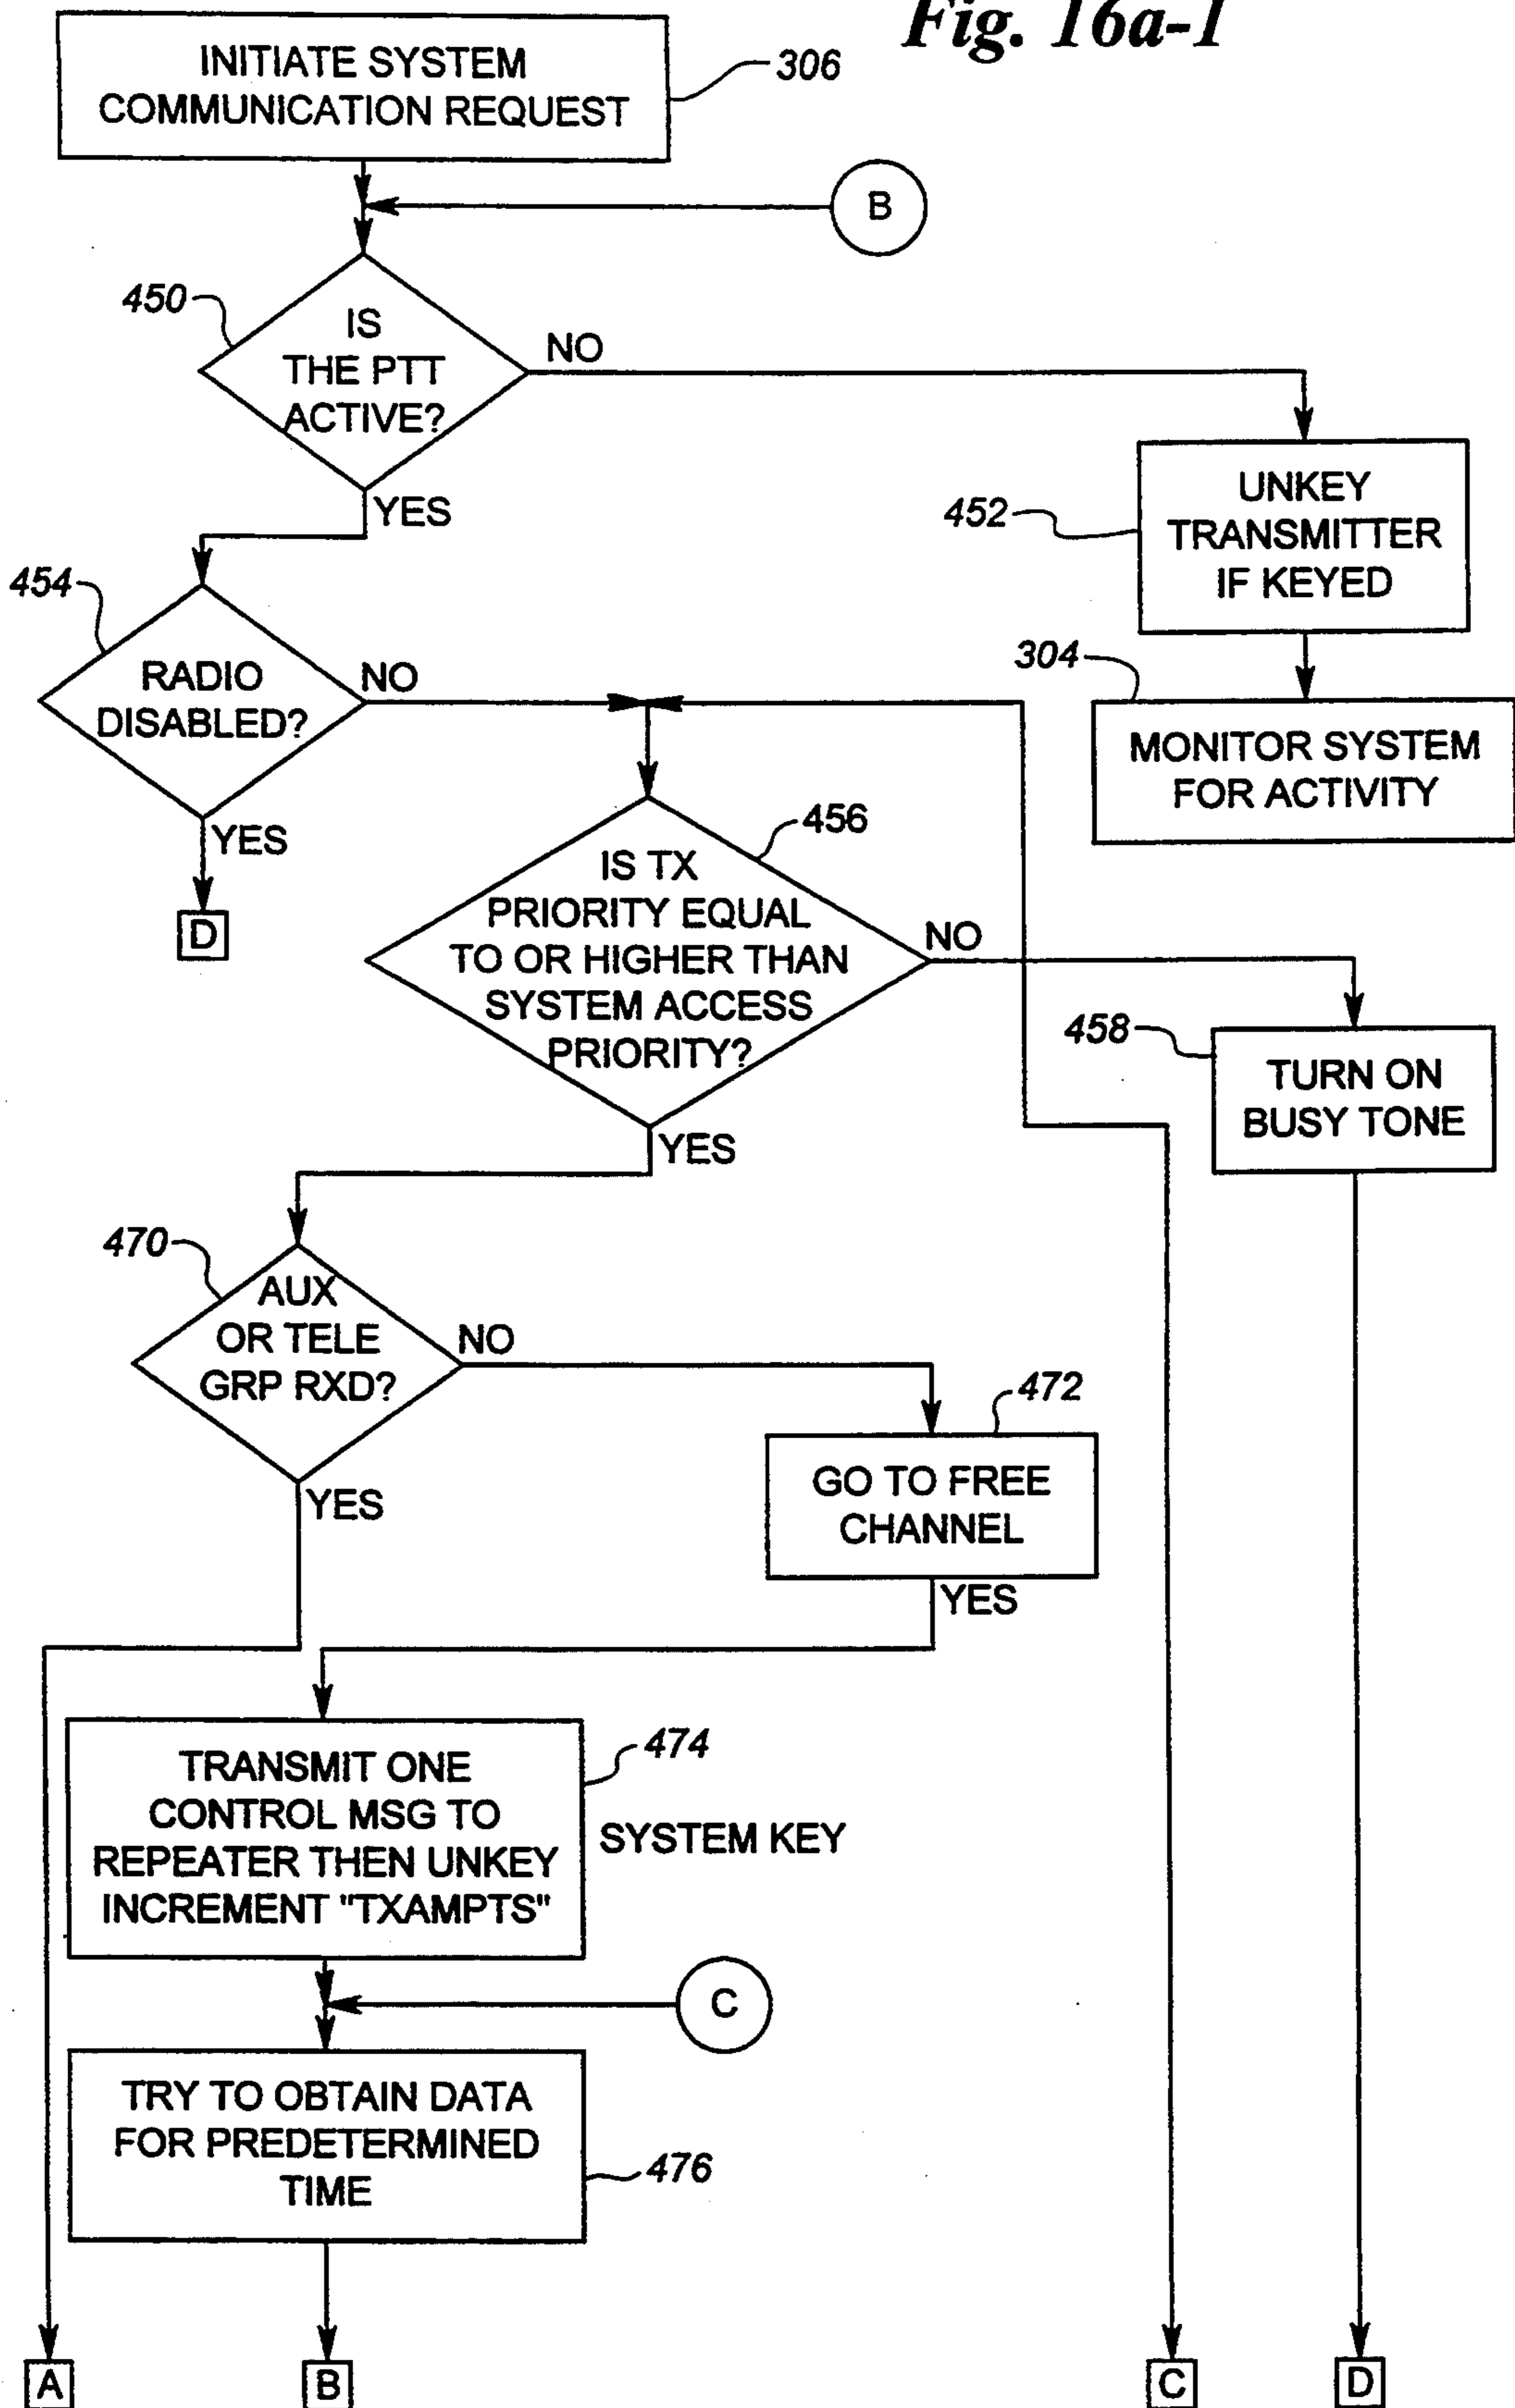 Fig. 16a-1
INITIATE SYSTEM
COMMUNICATION REQUEST
306
B
450
IS
THE PTT
ACTIVE?
NO
YES
452
UNKEY
TRANSMITTER
IF KEYED
454
RADIO
DISABLED?
NO
YES
D
304
MONITOR SYSTEM
FOR ACTIVITY
456
IS TX
PRIORITY EQUAL
TO OR HIGHER THAN
SYSTEM ACCESS
PRIORITY?
NO
YES
458
TURN ON
BUSY TONE
470
AUX
OR TELE
GRP RXD?
NO
YES
472
GO TO FREE
CHANNEL
YES
474
TRANSMIT ONE
CONTROL MSG TO
REPEATER THEN UNKEY
INCREMENT "TXAMPTS"
SYSTEM KEY
C
TRY TO OBTAIN DATA
FOR PREDETERMINED
TIME
476
A
B
C
D